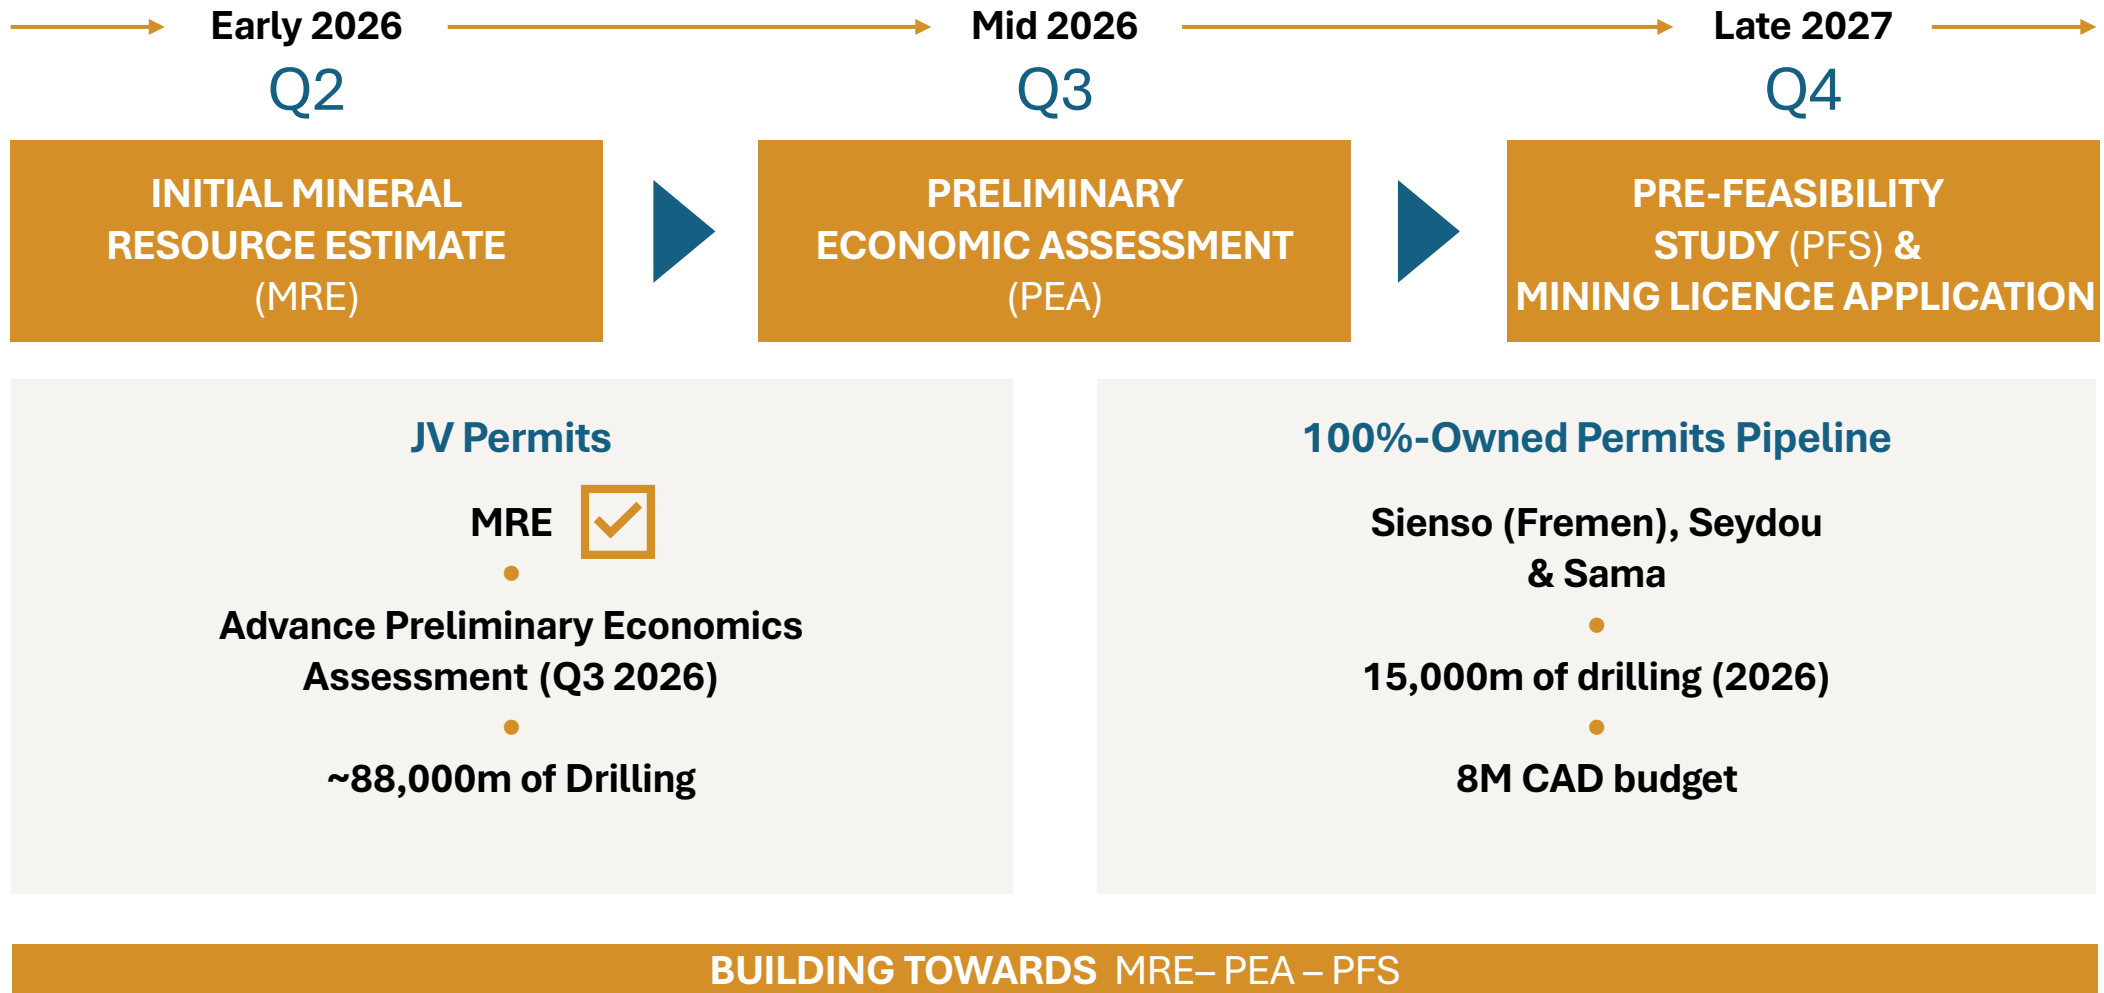 Early 2026
Mid 2026
Late 2027
Q2
Q3
Q4
INITIAL MINERAL
RESOURCE ESTIMATE
(MRE)
PRELIMINARY
ECONOMIC ASSESSMENT
(PEA)
PRE-FEASIBILITY
STUDY (PFS) &
MINING LICENCE APPLICATION
JV Permits
MRE
Advance Preliminary Economics
Assessment (Q3 2026)
~88,000m of Drilling
100%-Owned Permits Pipeline
Sienso (Fremen), Seydou
& Sama
15,000m of drilling (2026)
8M CAD budget
BUILDING TOWARDS MRE– PEA – PFS